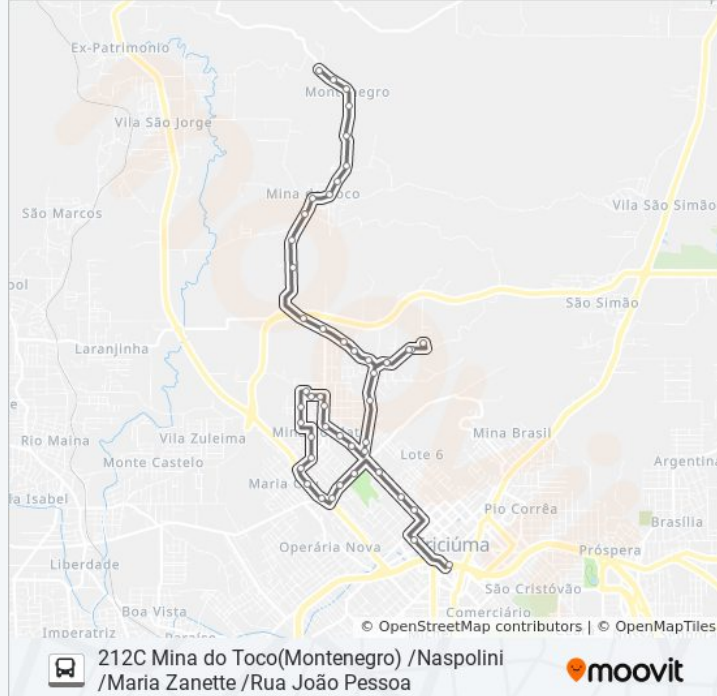 Ex-Patrimonio
Montenegro
Vila São Jorge
Mina do Toco
São Marcos
Vila São Simão
São Simão
Laranjinha
Rio Maina
Vila Zuleima
Mina Brasil
Monte Castelo
Lote 6
Argentina
Maria
Pio Corrêa
Brasília
Operária Nova
Criciúma
Próspera
Liberdade
São Cristóvão
Boa Vista
Comerciário
Imperatriz
© OpenStreetMap contributors | © OpenMapTiles
212C Mina do Toco(Montenegro) /Naspolini
/Maria Zanette /Rua João Pessoa
moovit